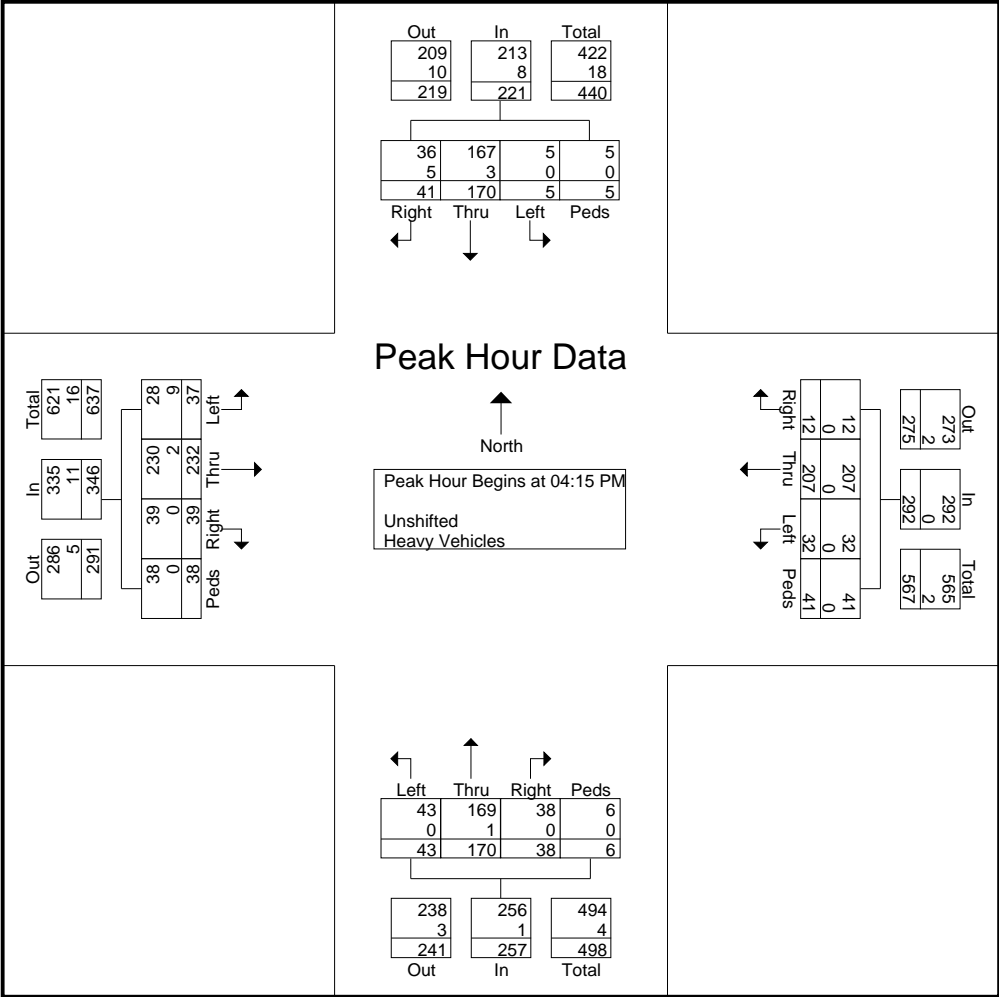 Out In Total
209 213 422
10 8 18
219 221 440
36 167 5 5
5 3 0 0
41 170 5 5
Right Thru Left Peds
Peak Hour Data
North
Peak Hour Begins at 04:15 PM
Unshifted
Heavy Vehicles
Out In Total
286 335 621
5 11 16
291 346 637
38 39 230 28
0 0 2 9
38 39 232 37
Peds Right Thru Left
Out In Total
273 292 565
2 0 2
275 292 567
12 207 32 41
0 0 0 0
12 207 32 41
Right Thru Left Peds
Left Thru Right Peds
43 169 38 6
0 1 0 0
43 170 38 6
238 256 494
3 1 4
241 257 498
Out In Total